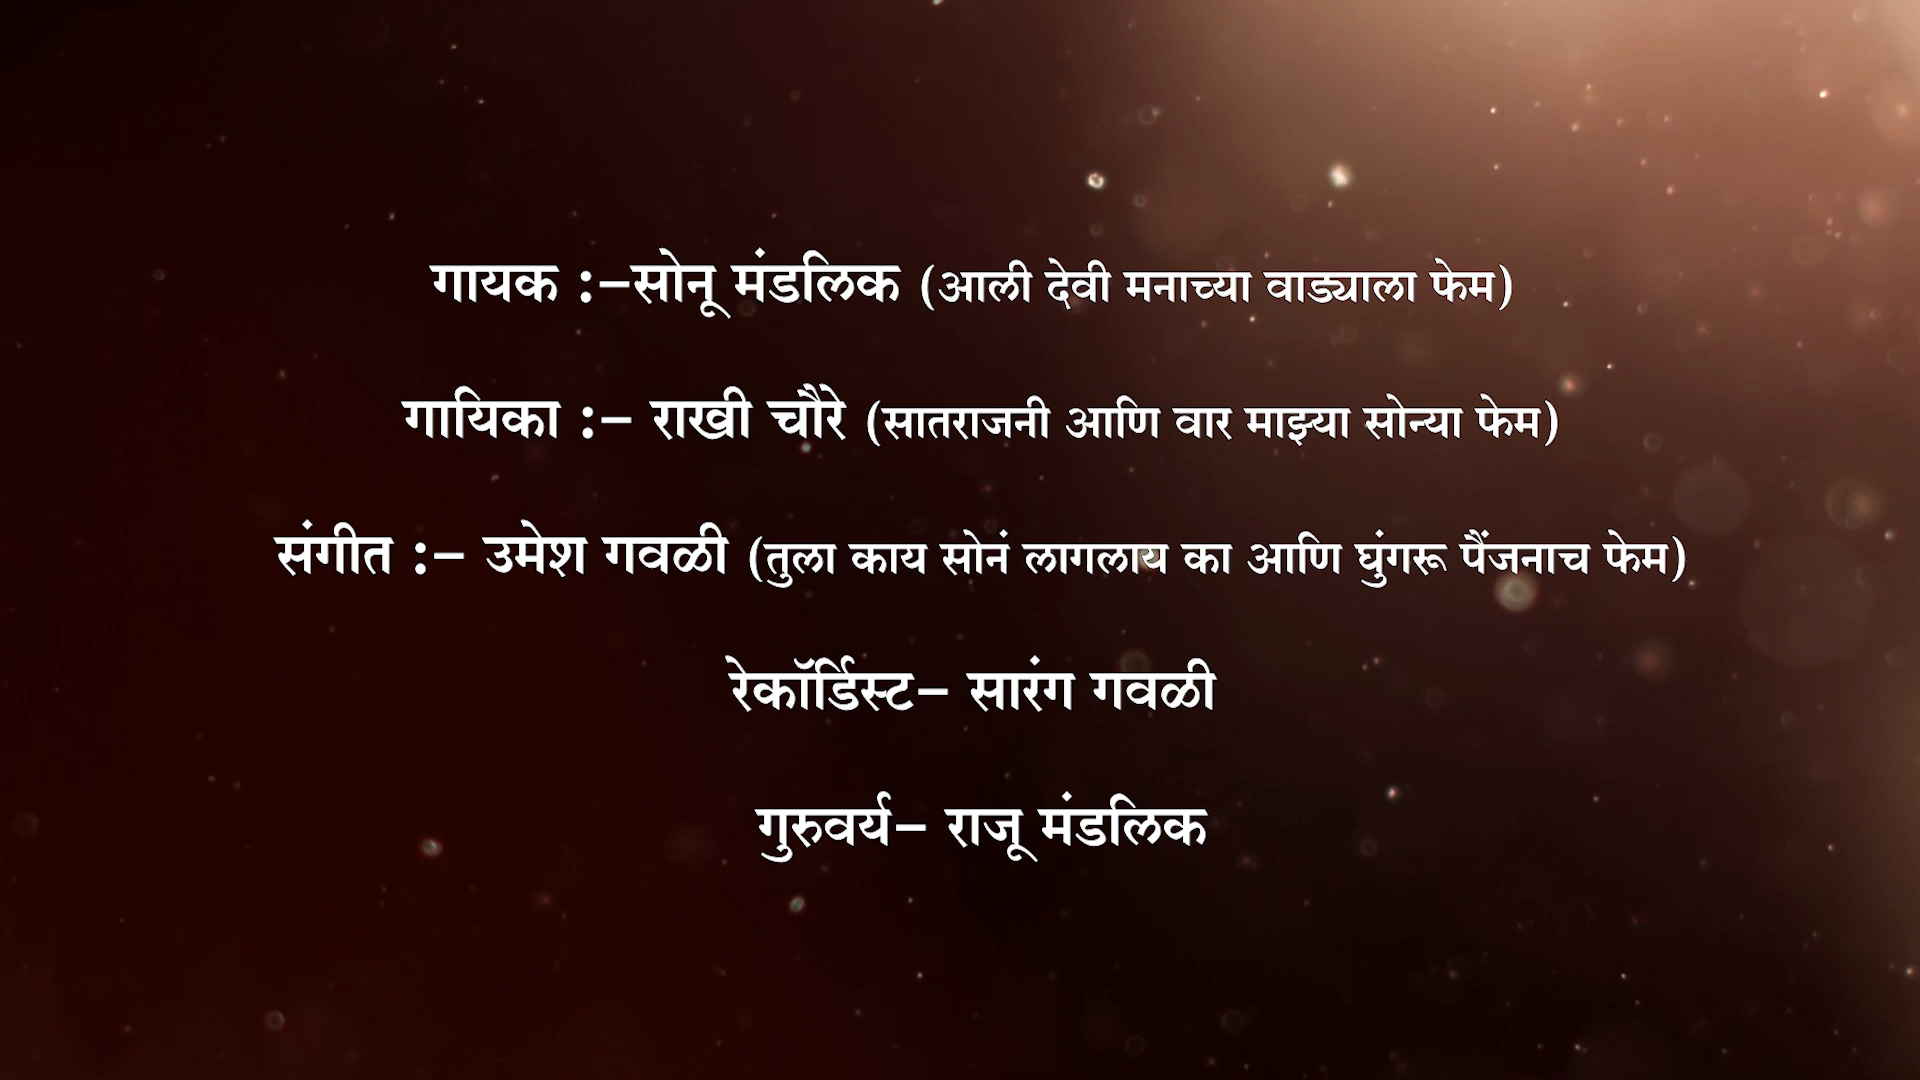 गायक :-सोनू मंडलिक (आली देवी मनाच्या वाड्याला फेम)
गायिका :- राखी चौरे (सातराजनी आणि वार माझ्या सोन्या फेम)
संगीत :- उमेश गवळी (तुला काय सोनं लागलाय का आणि घुंगरू पैंजनाच फेम)
रेकॉर्डिस्ट- सारंग गवळी
गुरुवर्य- राजू मंडलिक